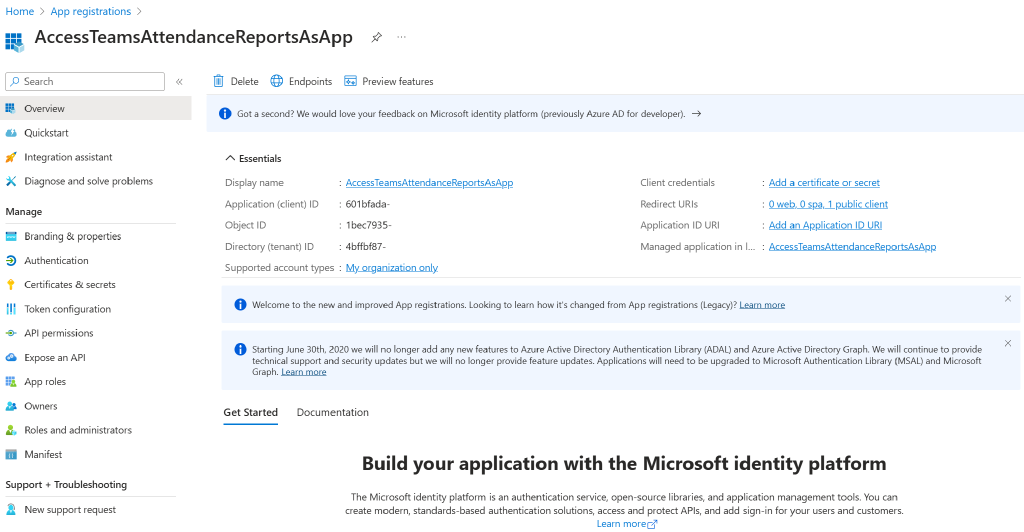 Home > App registrations >
AccessTeamsAttendanceReportsAsApp ...
Search «
Overview
Quickstart
Integration assistant
Diagnose and solve problems
Manage
Branding & properties
Authentication
Certificates & secrets
Token configuration
API permissions
Expose an API
App roles
Owners
Roles and administrators
Manifest
Support + Troubleshooting
New support request
Delete Endpoints Preview features
Got a second? We would love your feedback on Microsoft identity platform (previously Azure AD for developer). →
Essentials
Display name : AccessTeamsAttendanceReportsAsApp
Application (client) ID : 601bfada-
Object ID : 1bec7935-
Directory (tenant) ID : 4bffbf87-
Supported account types : My organization only
Client credentials : Add a certificate or secret
Redirect URIs : 0 web, 0 spa, 1 public client
Application ID URI : Add an Application ID URI
Managed application in l... : AccessTeamsAttendanceReportsAsApp
Welcome to the new and improved App registrations. Looking to learn how it's changed from App registrations (Legacy)? Learn more
Starting June 30th, 2020 we will no longer add any new features to Azure Active Directory Authentication Library (ADAL) and Azure Active Directory Graph. We will continue to provide
technical support and security updates but we will no longer provide feature updates. Applications will need to be upgraded to Microsoft Authentication Library (MSAL) and Microsoft
Graph. Learn more
Get Started Documentation
Build your application with the Microsoft identity platform
The Microsoft identity platform is an authentication service, open-source libraries, and application management tools. You can
create modern, standards-based authentication solutions, access and protect APIs, and add sign-in for your users and customers.
Learn more